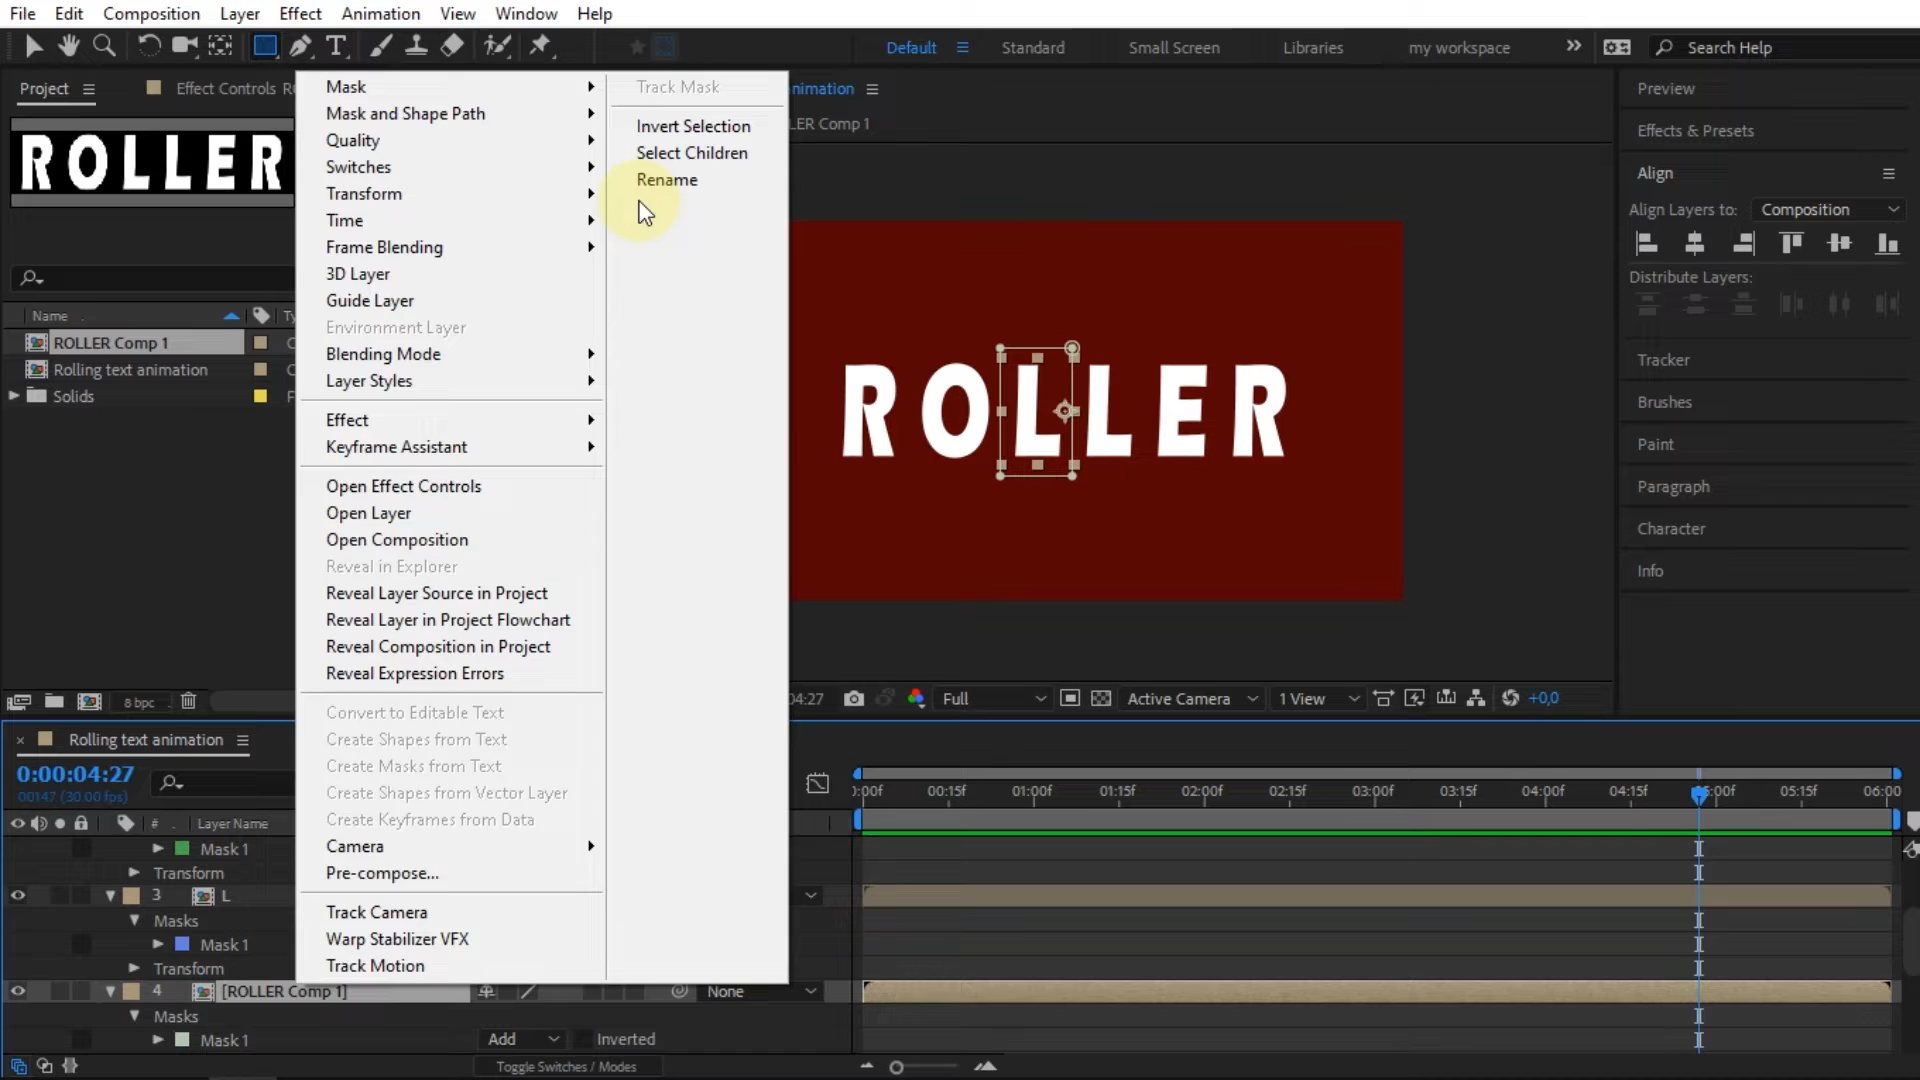 File Edit Composition Layer Effect Animation View Window Help
Default Standard Small Screen Libraries my workspace Search Help
Project Effect Controls
nimation
LER Comp 1
ROLLER
Name
ROLLER Comp 1
Rolling text animation
Solids
8 bpc
Mask
Mask and Shape Path
Quality
Switches
Transform
Time
Frame Blending
3D Layer
Guide Layer
Environment Layer
Blending Mode
Layer Styles
Effect
Keyframe Assistant
Open Effect Controls
Open Layer
Open Composition
Reveal in Explorer
Reveal Layer Source in Project
Reveal Layer in Project Flowchart
Reveal Composition in Project
Reveal Expression Errors
Convert to Editable Text
Create Shapes from Text
Create Masks from Text
Create Shapes from Vector Layer
Create Keyframes from Data
Camera
Pre-compose...
Track Camera
Warp Stabilizer VFX
Track Motion
Track Mask
Invert Selection
Select Children
Rename
ROLLER
04:27 Full Active Camera 1 View +0,0
Preview
Effects & Presets
Align
Align Layers to: Composition
Distribute Layers:
Tracker
Brushes
Paint
Paragraph
Character
Info
Rolling text animation
0:00:04:27
00147 (30.00 fps)
:00f 00:15f 01:00f 01:15f 02:00f 02:15f 03:00f 03:15f 04:00f 04:15f 05:00f 05:15f 06:00
# Layer Name
Mask 1
Transform
3 L
Masks
Mask 1
Transform
4 [ROLLER Comp 1] None
Masks
Mask 1 Add Inverted
Toggle Switches / Modes